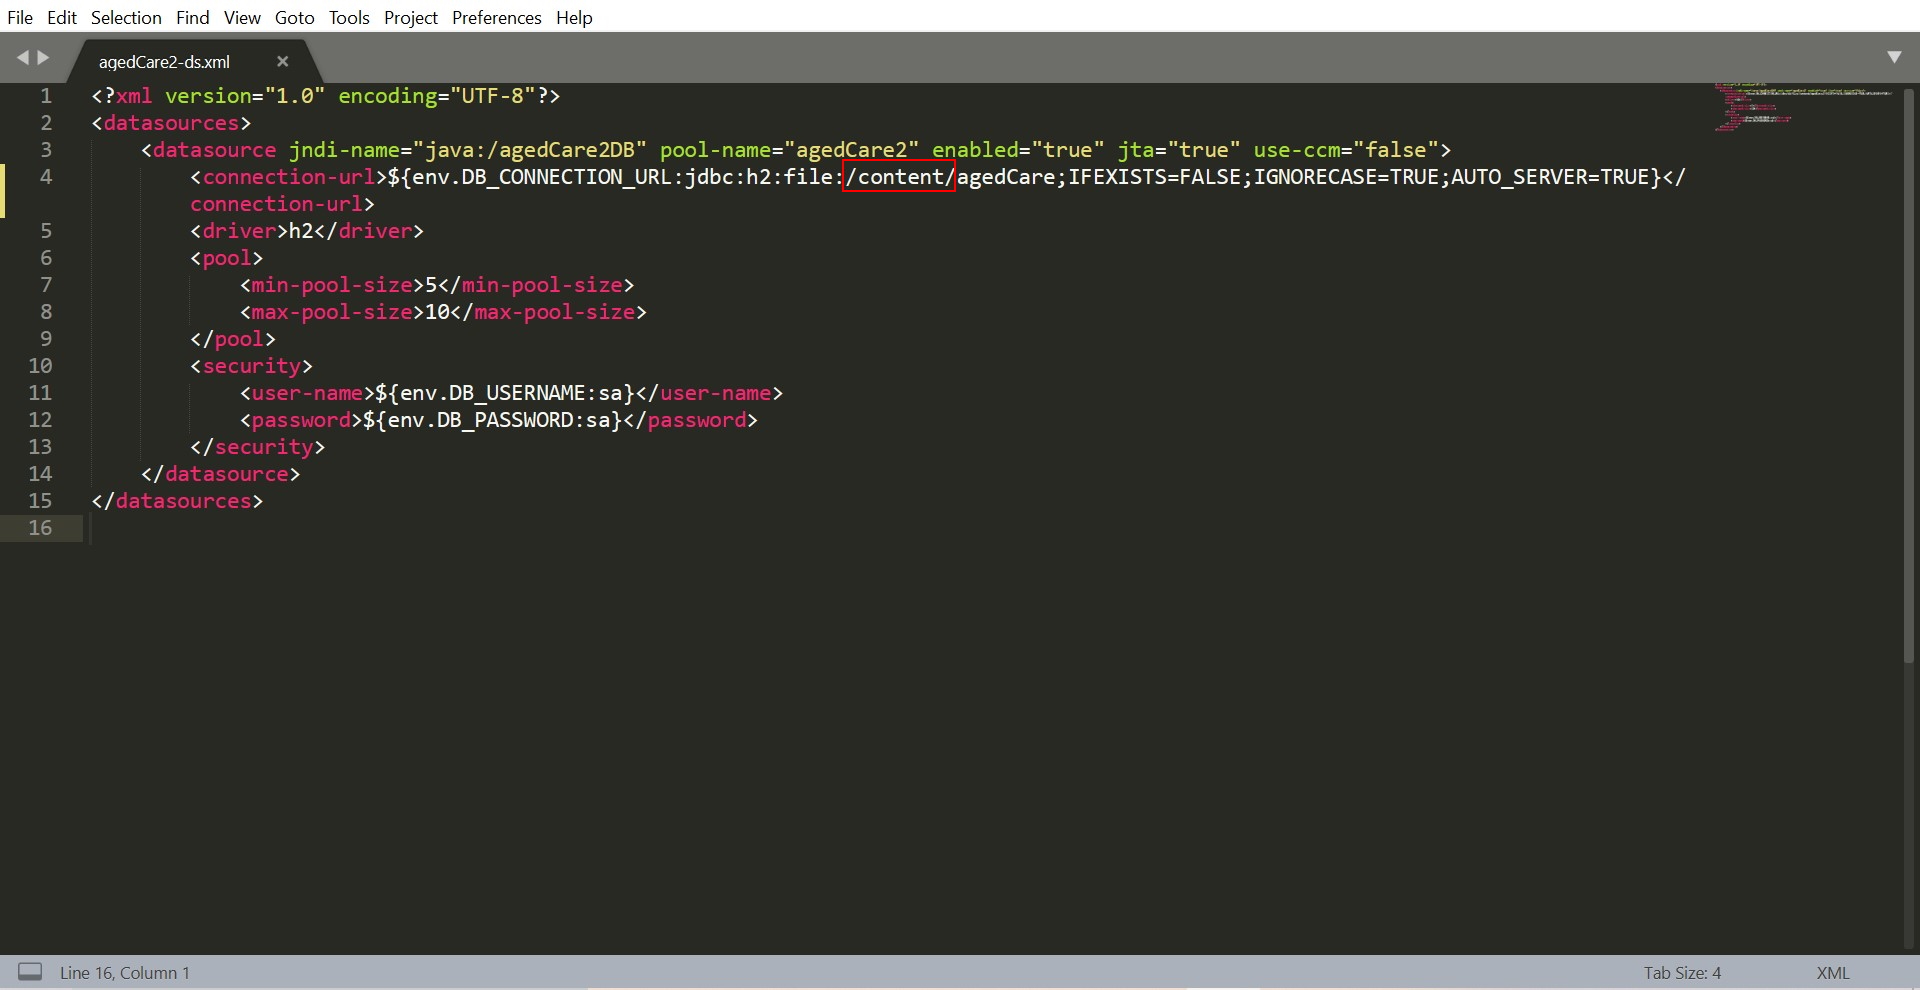 File Edit Selection Find View Goto Tools Project Preferences Help
agedCare2-ds.xml
1 <?xml version="1.0" encoding="UTF-8"?>
2 <datasources>
3 <datasource jndi-name="java:/agedCare2DB" pool-name="agedCare2" enabled="true" jta="true" use-ccm="false">
4 <connection-url>${env.DB_CONNECTION_URL:jdbc:h2:file:/content/agedCare;IFEXISTS=FALSE;IGNORECASE=TRUE;AUTO_SERVER=TRUE}</
connection-url>
5 <driver>h2</driver>
6 <pool>
7 <min-pool-size>5</min-pool-size>
8 <max-pool-size>10</max-pool-size>
9 </pool>
10 <security>
11 <user-name>${env.DB_USERNAME:sa}</user-name>
12 <password>${env.DB_PASSWORD:sa}</password>
13 </security>
14 </datasource>
15 </datasources>
16
Line 16, Column 1
Tab Size: 4
XML